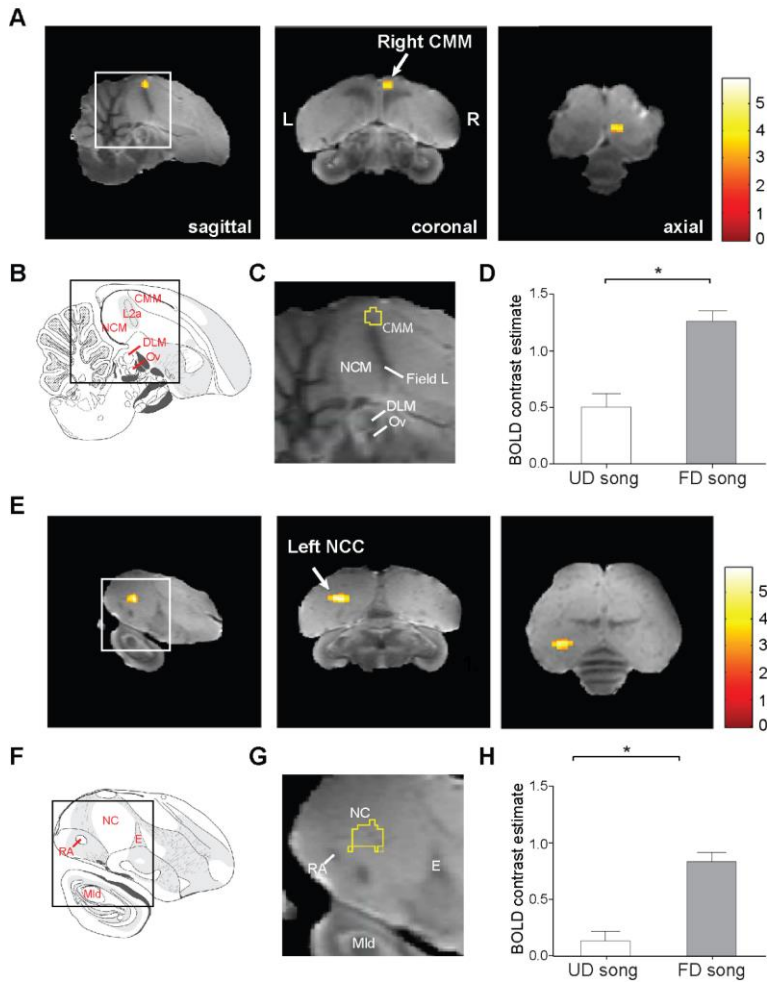 A
Right CMM
L
R
sagittal
coronal
axial
5
4
3
2
1
0
B
CMM
L2a
NCM
DLM
Ov
C
CMM
NCM
Field L
DLM
Ov
D
*
BOLD contrast estimate
1.5
1.0
0.5
0.0
UD song
FD song
E
Left NCC
5
4
3
2
1
0
F
NC
E
RA
Mld
G
NC
RA
E
Mld
H
*
BOLD contrast estimate
1.5
1.0
0.5
0.0
UD song
FD song